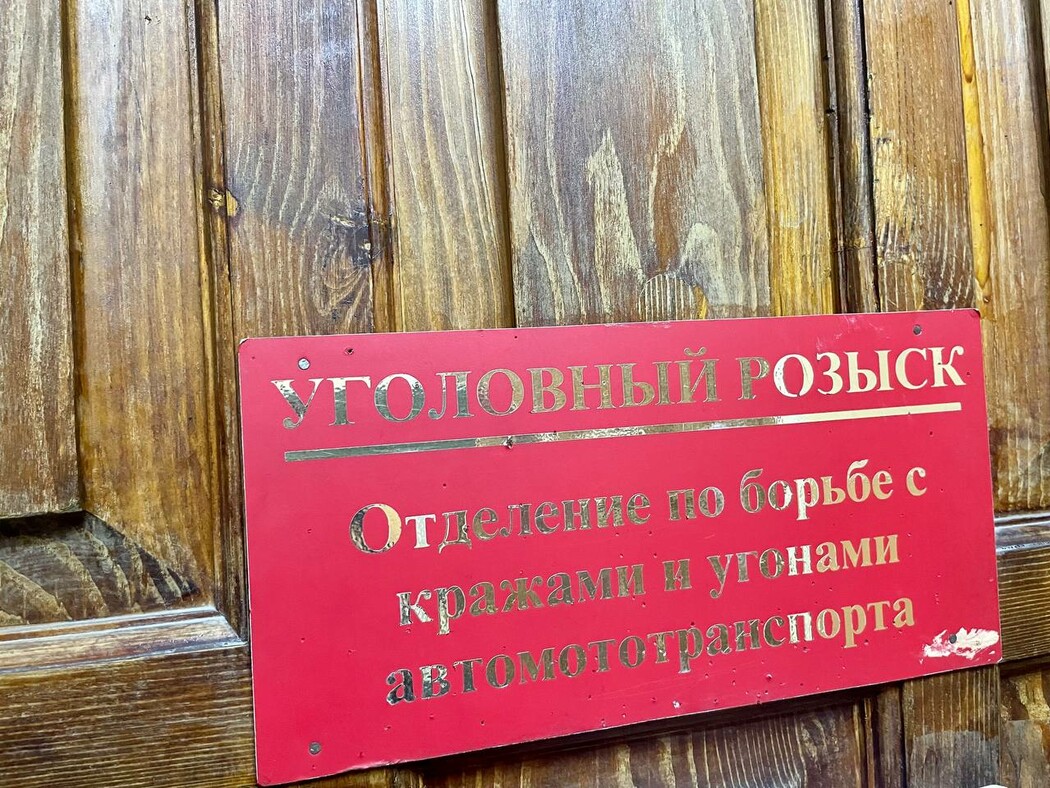 УГОЛОВНЫЙ РОЗЫСК
Отделение по борьбе с
кражами и угонами
автомототранспорта